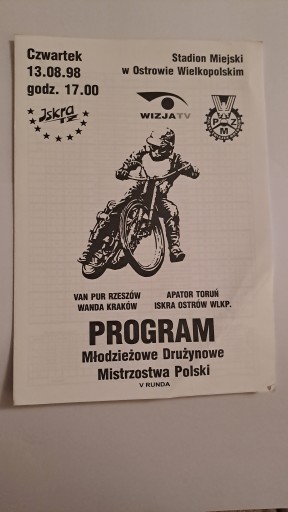 Czwartek
13.08.98
godz. 17.00
Stadion Miejski
w Ostrowie Wielkopolskim
Iskra
WIZJA TV
P Z
M
VAN PUR RZESZÓW
WANDA KRAKÓW
APATOR TORUŃ
ISKRA OSTRÓW WLKP.
PROGRAM
Młodzieżowe Drużynowe
Mistrzostwa Polski
V RUNDA